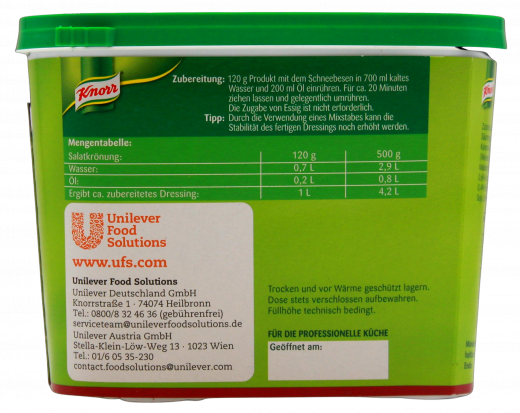 Knorr
Zubereitung: 120 g Produkt mit dem Schneebesen in 700 ml kaltes
Wasser und 200 ml Öl einrühren. Für ca. 20 Minuten
ziehen lassen und gelegentlich umrühren.
Die Zugabe von Essig ist nicht erforderlich.
Tipp: Durch die Verwendung eines Mixstabes kann die
Stabilität des fertigen Dressings noch erhöht werden.
Mengentabelle:
Salatkrönung: 120 g 500 g
Wasser: 0,7 L 2,9 L
Öl: 0,2 L 0,8 L
Ergibt ca. zubereitetes Dressing: 1 L 4,2 L
Unilever
Food
Solutions
www.ufs.com
Unilever Food Solutions
Unilever Deutschland GmbH
Knorrstraße 1 · 74074 Heilbronn
Tel.: 0800/8 32 46 36 (gebührenfrei)
serviceteam@unileverfoodsolutions.de
Unilever Austria GmbH
Stella-Klein-Löw-Weg 13 · 1023 Wien
Tel.: 01/6 05 35-230
contact.foodsolutions@unilever.com
Trocken und vor Wärme geschützt lagern.
Dose stets verschlossen aufbewahren.
Füllhöhe technisch bedingt.
FÜR DIE PROFESSIONELLE KÜCHE
Geöffnet am: